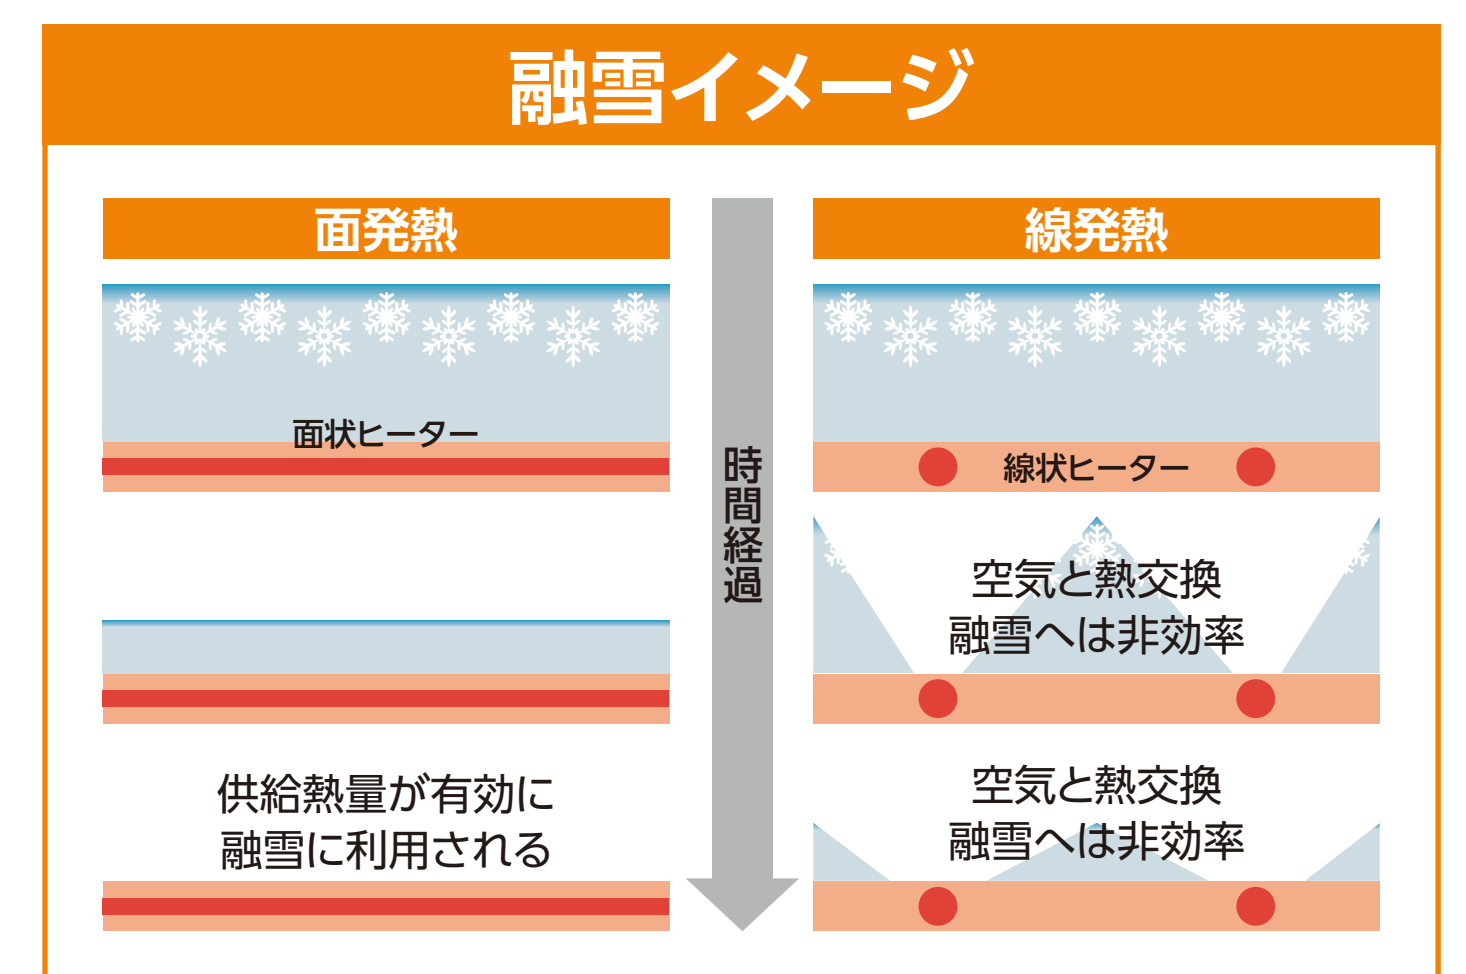 融雪イメージ
面発熱
面状ヒーター
供給熱量が有効に
融雪に利用される
時間経過
線発熱
線状ヒーター
空気と熱交換
融雪へは非効率
空気と熱交換
融雪へは非効率